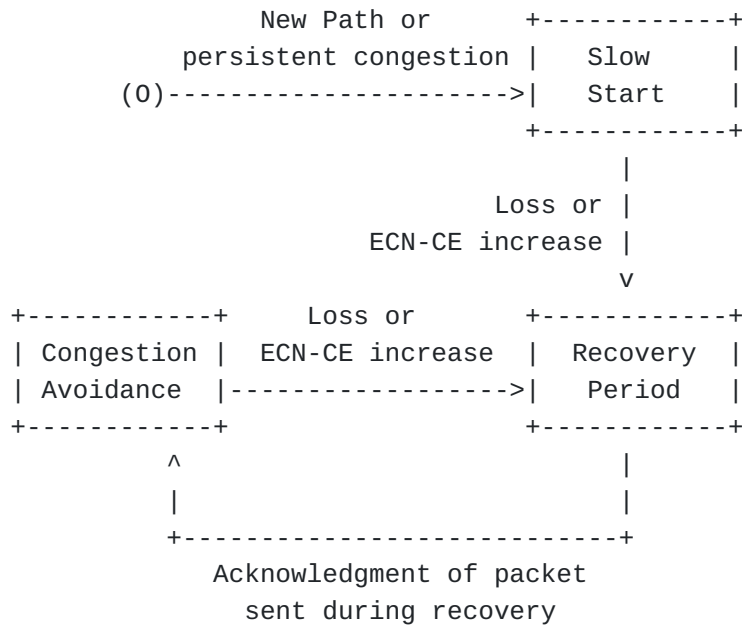 New Path or
persistent congestion
Slow
(O)
Start
Loss or
ECN-CE increase
Loss or
Congestion ECN-CE increase Recovery
Avoidance Period
Acknowledgment of packet
sent during recovery